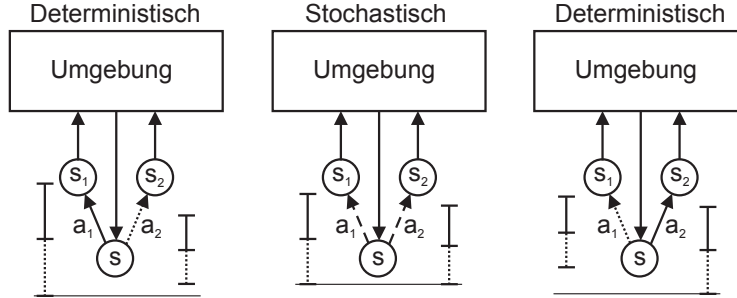 Deterministisch Stochastisch Deterministisch
Umgebung Umgebung Umgebung
s₁ s₂ s₁ s₂ s₁ s₂
a₁ a₂ a₁ a₂ a₁ a₂
s s s